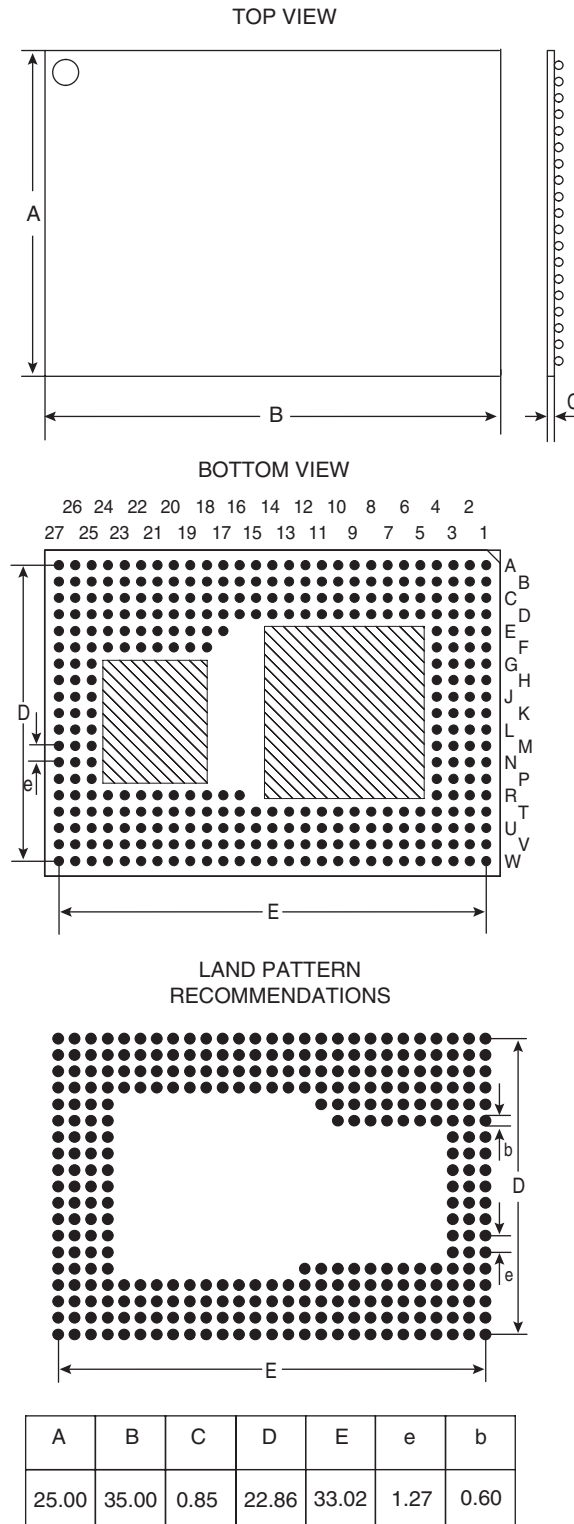 TOP VIEW
A
B
C
BOTTOM VIEW
26 24 22 20 18 16 14 12 10 8 6 4 2
27 25 23 21 19 17 15 13 11 9 7 5 3 1
A
B
C
D
E
F
G
H
J
K
L
M
N
P
R
T
U
V
W
D
e
E
LAND PATTERN
RECOMMENDATIONS
b
D
e
E
A B C D E e b
25.00 35.00 0.85 22.86 33.02 1.27 0.60